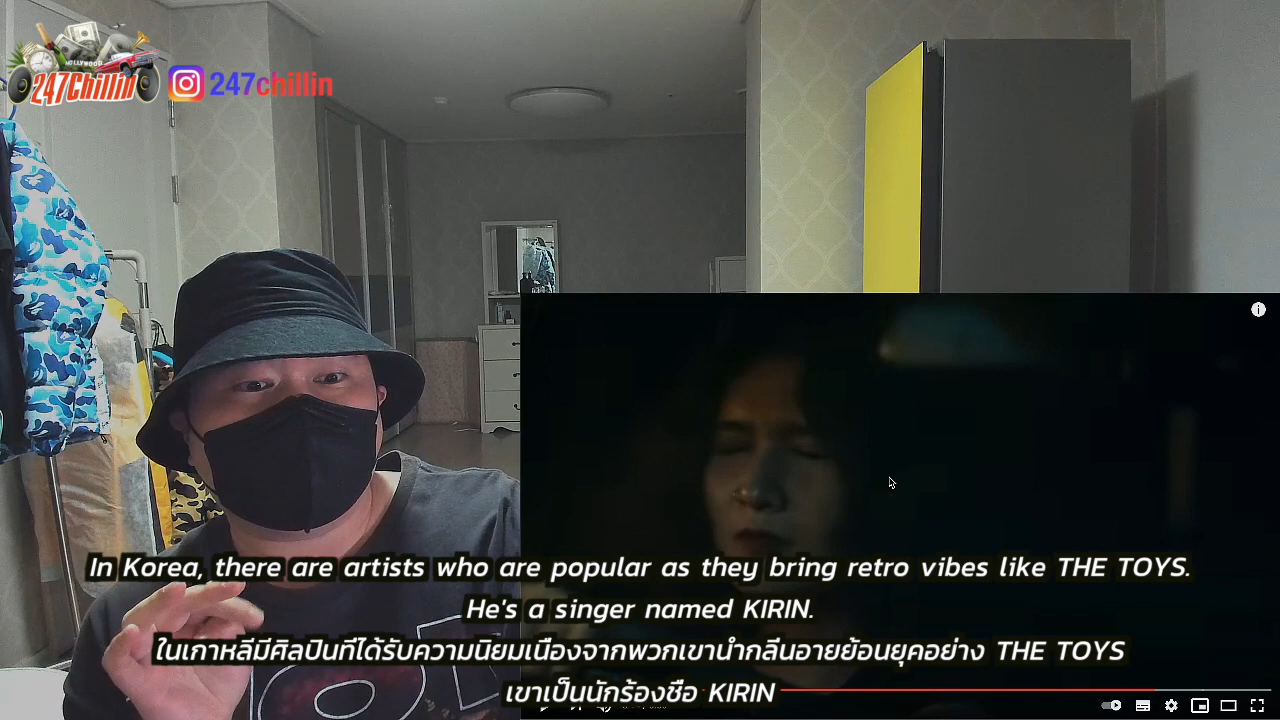 HOLLYWOOD
247Chillin
247chillin
In Korea, there are artists who are popular as they bring retro vibes like THE TOYS.
He's a singer named KIRIN.
ในเกาหลีมีศิลปินที่ได้รับความนิยมเนื่องจากพวกเขานำกลิ่นอายย้อนยุคอย่าง THE TOYS
เขาเป็นนักร้องชื่อ KIRIN